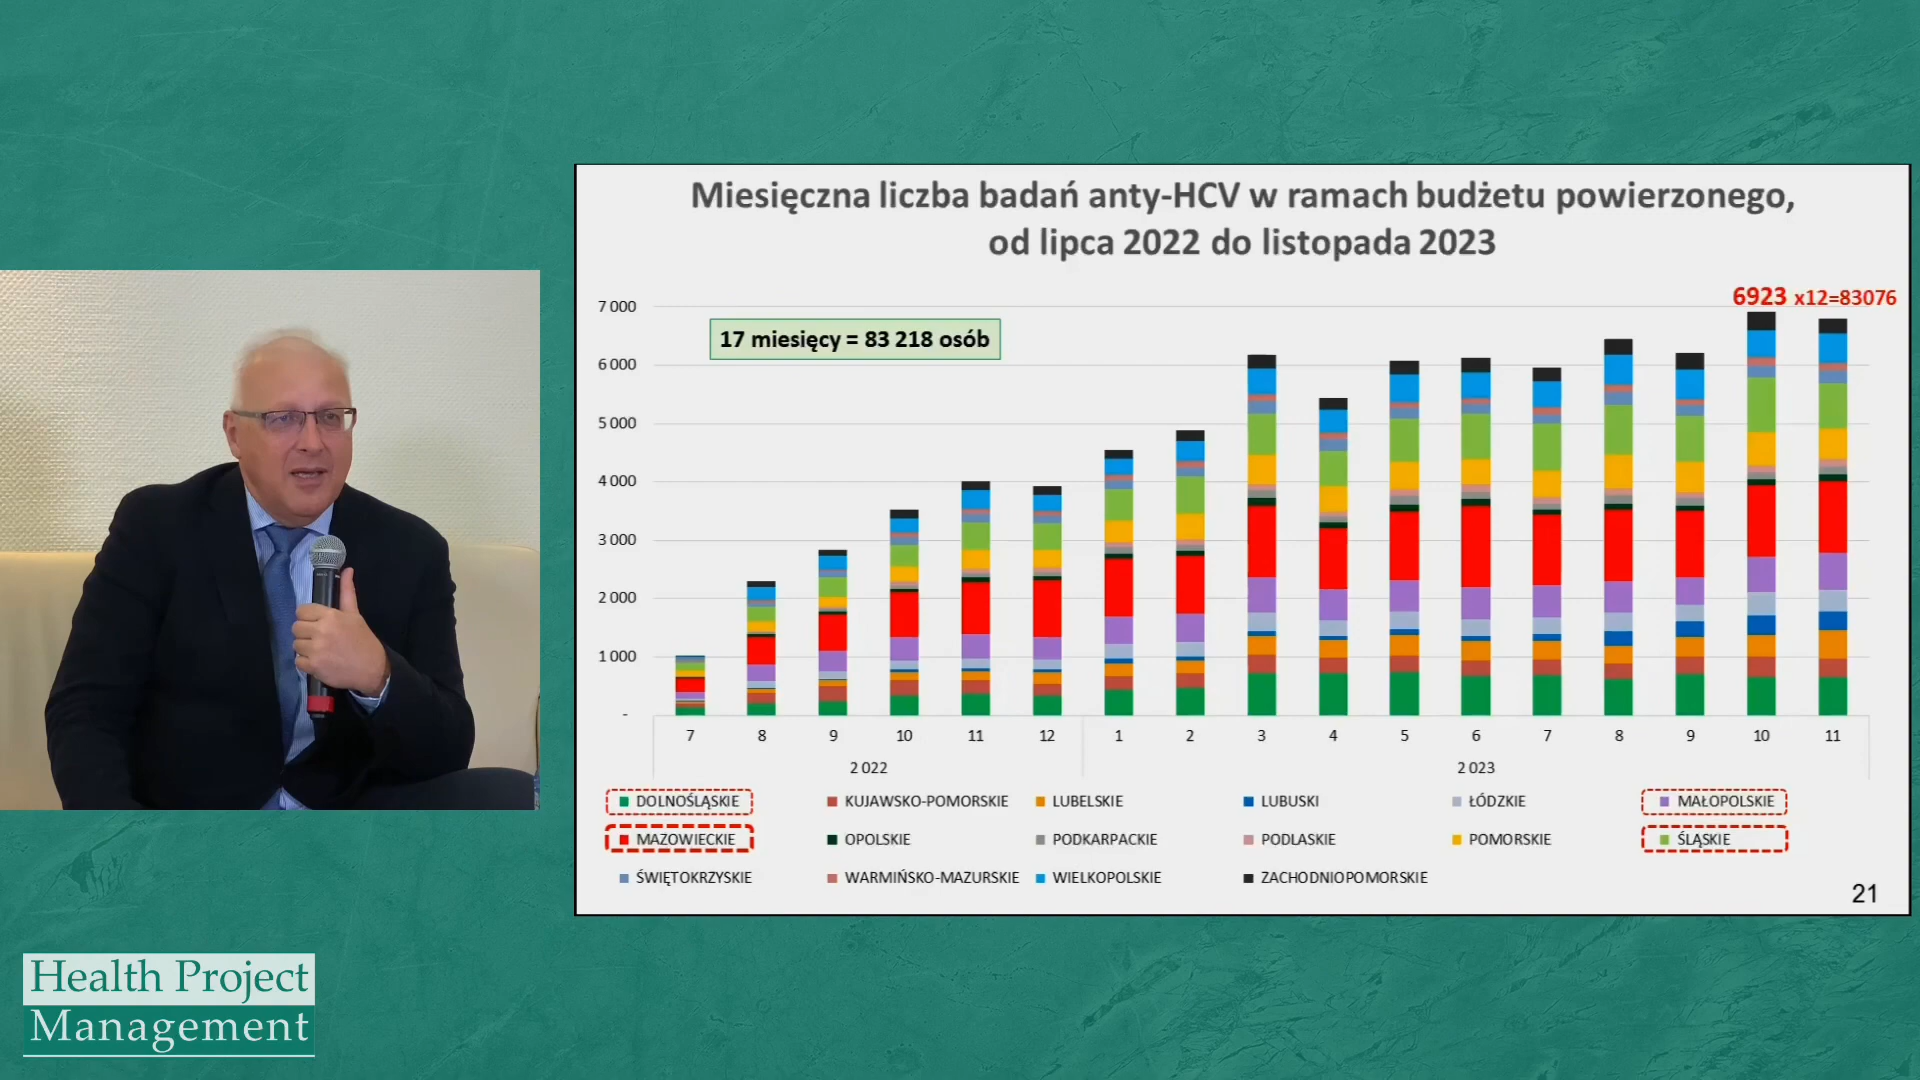 Miesięczna liczba badań anty-HCV w ramach budżetu powierzonego,
od lipca 2022 do listopada 2023
6923 x12=83076
17 miesięcy = 83 218 osób
7 000
6 000
5 000
4 000
3 000
2 000
1 000
-
7 8 9 10 11 12 1 2 3 4 5 6 7 8 9 10 11
2 022 2 023
DOLNOŚLĄSKIE KUJAWSKO-POMORSKIE LUBELSKIE LUBUSKI ŁÓDZKIE MAŁOPOLSKIE
MAZOWIECKIE OPOLSKIE PODKARPACKIE PODLASKIE POMORSKIE ŚLĄSKIE
ŚWIĘTOKRZYSKIE WARMIŃSKO-MAZURSKIE WIELKOPOLSKIE ZACHODNIOPOMORSKIE
21
Health Project
Management